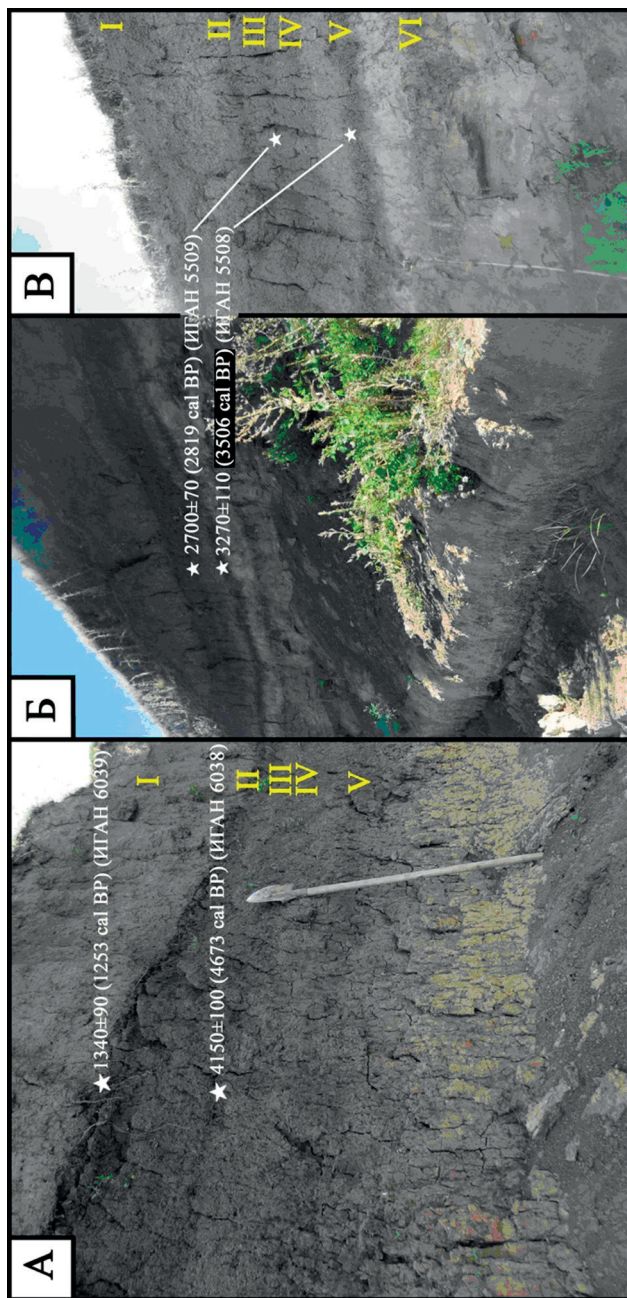 А
★1340±90 (1253 cal BP) (ИГАН 6039)
★4150±100 (4673 cal BP) (ИГАН 6038)
I
II
III
IV
V
Б
★ 2700±70 (2819 cal BP) (ИГАН 5509)
★ 3270±110 (3506 cal BP) (ИГАН 5508)
В
I
II
III
IV
V
VI